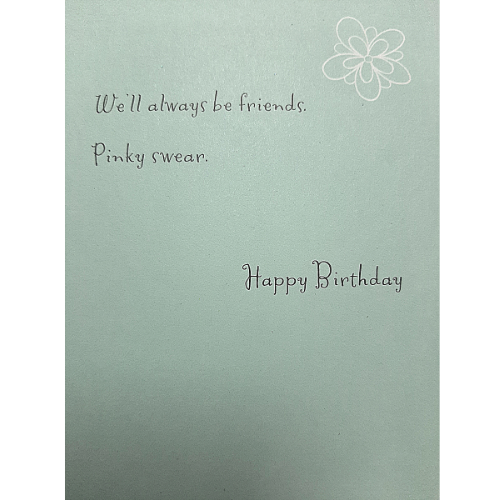 We'll always be friends.
Pinky swear.
Happy Birthday